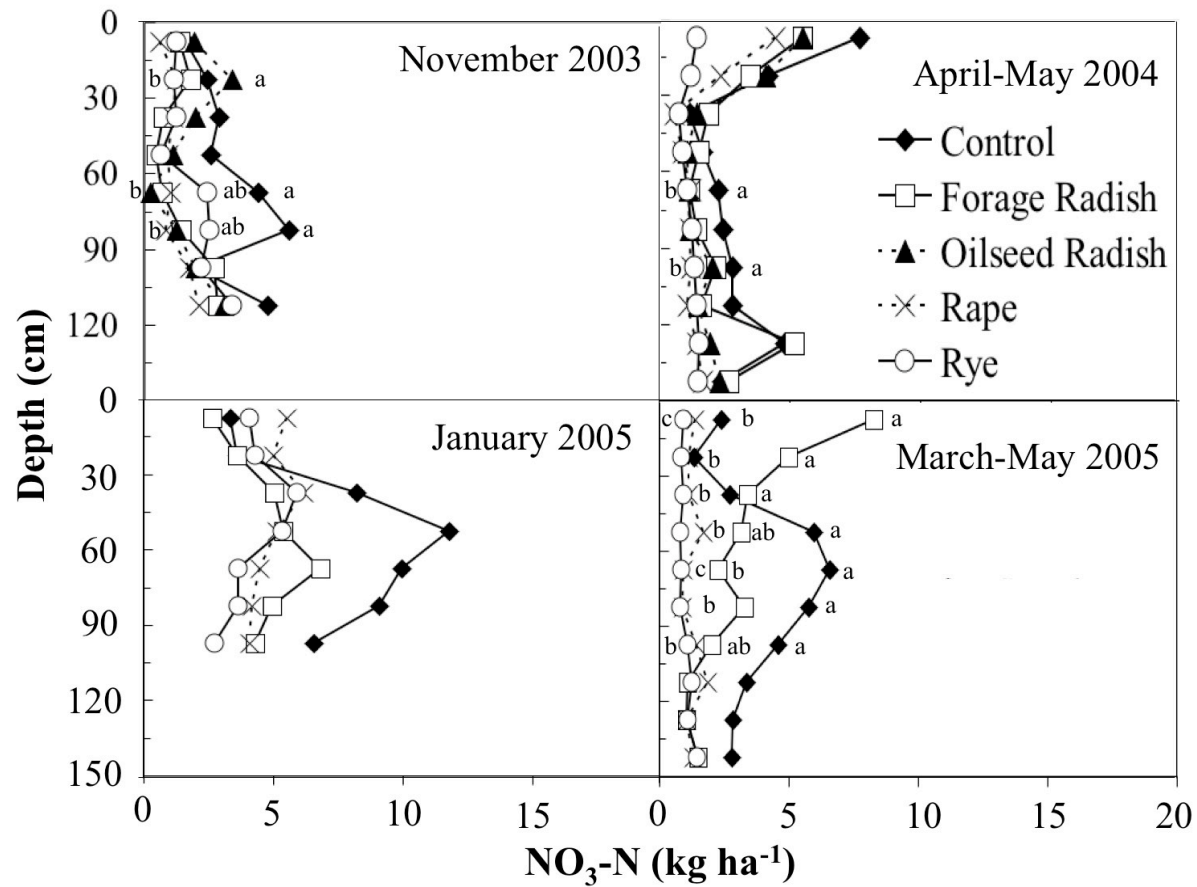 0
30
60
90
120
0
30
60
90
120
150
Depth (cm)
November 2003
b
a
b
ab
a
b
ab
a
April-May 2004
Control
Forage Radish
Oilseed Radish
Rape
Rye
b
a
b
a
January 2005
March-May 2005
c
b
a
b
a
b
a
b
ab
a
c
b
a
b
a
b
ab
a
0
5
10
15
0
5
10
15
20
NO₃-N (kg ha⁻¹)